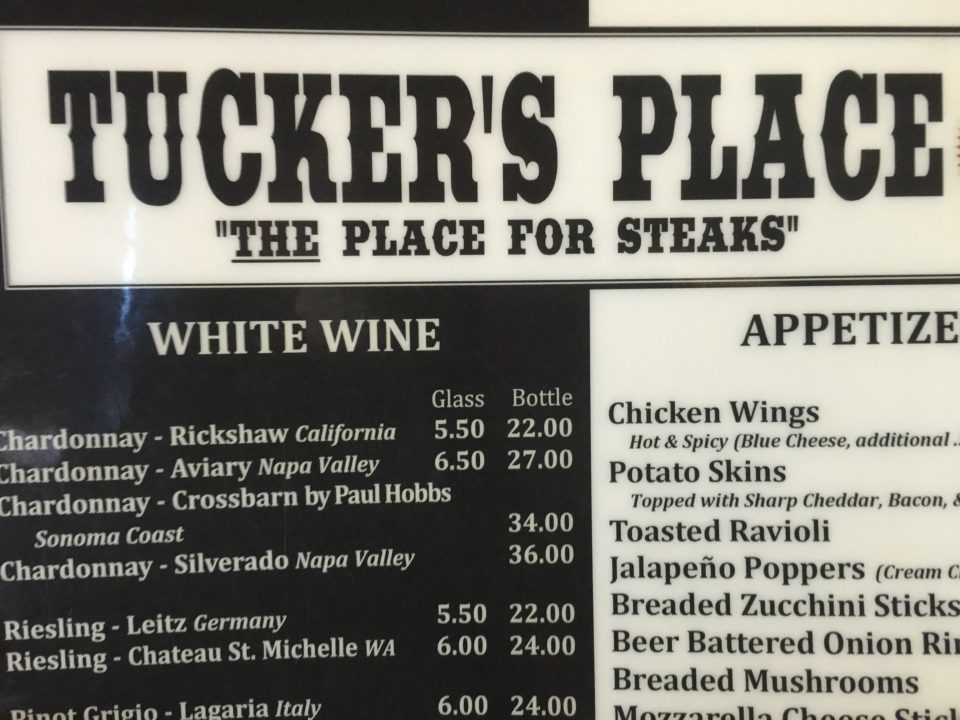 TUCKER'S PLACE
"THE PLACE FOR STEAKS"
WHITE WINE
Glass Bottle
Chardonnay - Rickshaw California 5.50 22.00
Chardonnay - Aviary Napa Valley 6.50 27.00
Chardonnay - Crossbarn by Paul Hobbs
Sonoma Coast 34.00
Chardonnay - Silverado Napa Valley 36.00
Riesling - Leitz Germany 5.50 22.00
Riesling - Chateau St. Michelle WA 6.00 24.00
Pinot Grigio - Lagaria Italy 6.00 24.00
APPETIZE
Chicken Wings
Hot & Spicy (Blue Cheese, additional ..
Potato Skins
Topped with Sharp Cheddar, Bacon, &
Toasted Ravioli
Jalapeño Poppers (Cream C
Breaded Zucchini Sticks
Beer Battered Onion Rin
Breaded Mushrooms
Mozzarella Cheese Stick